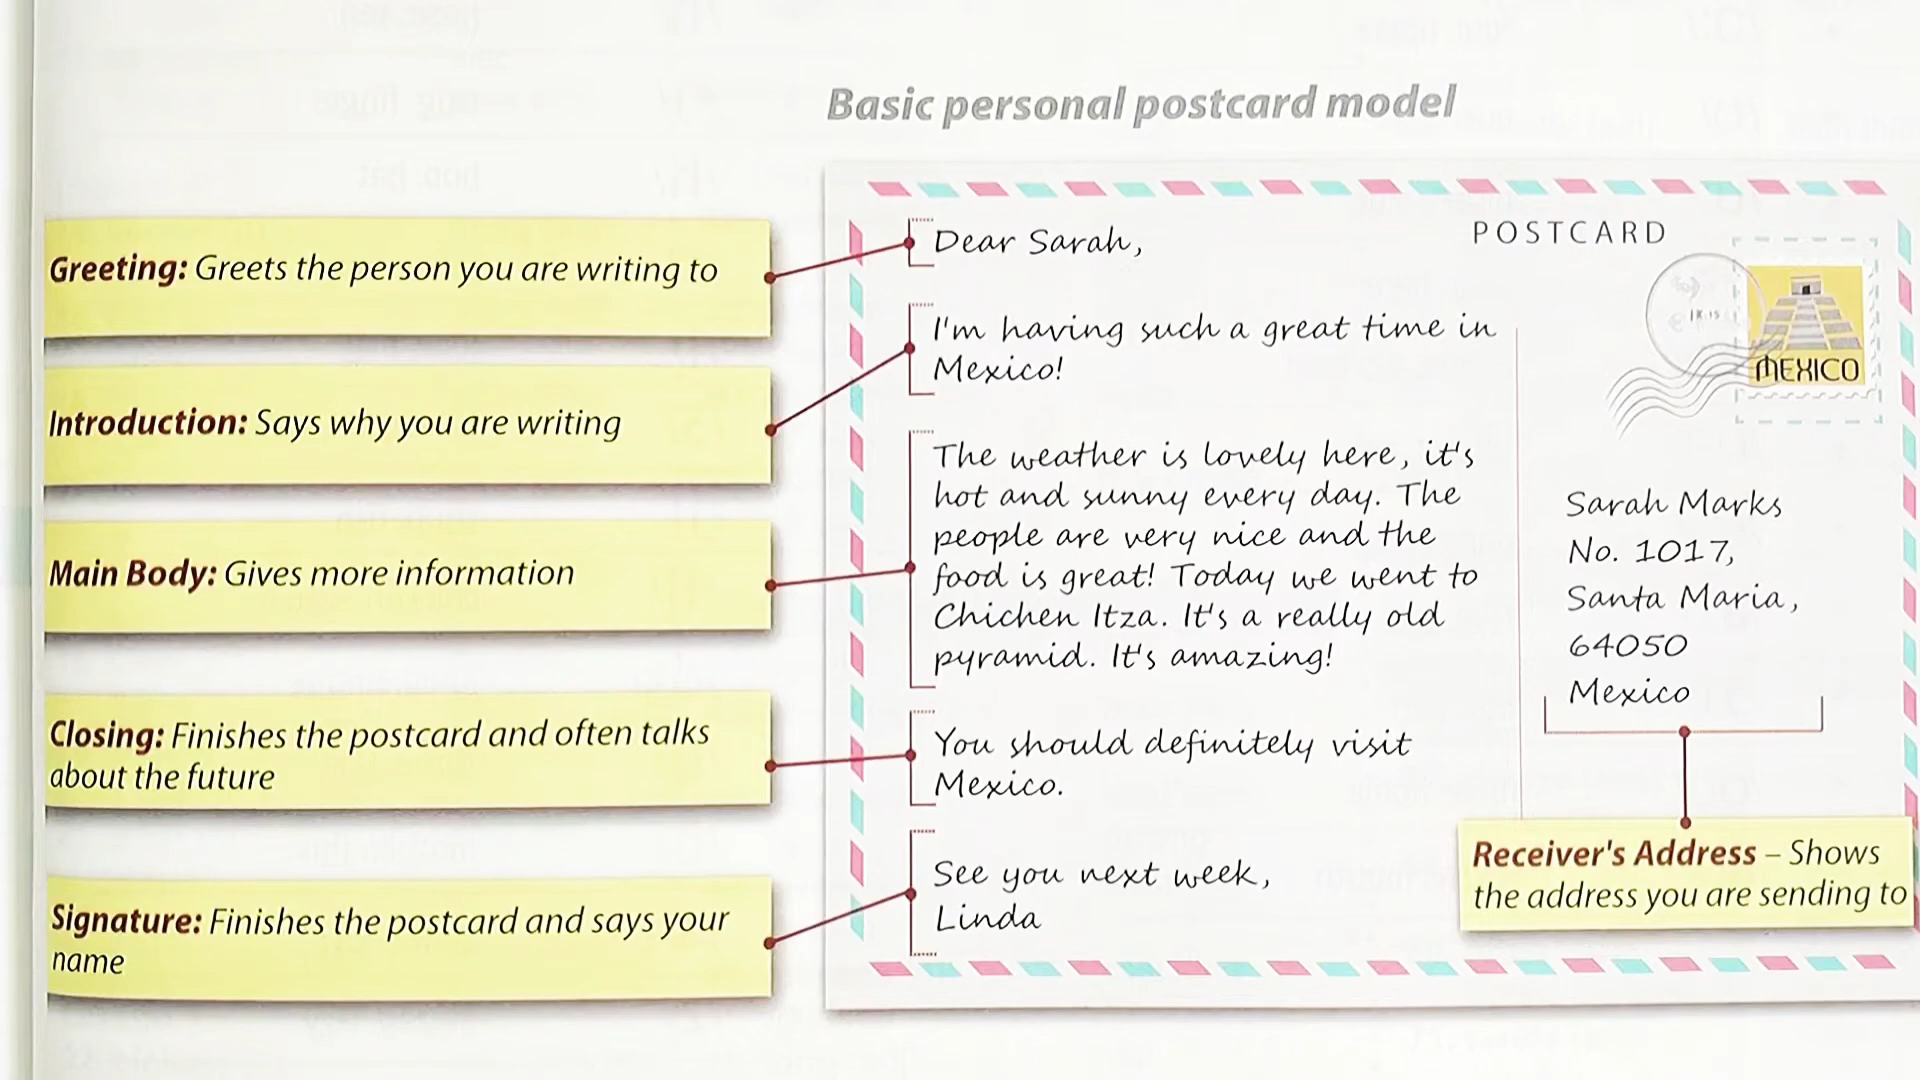 Basic personal postcard model
Greeting: Greets the person you are writing to
Introduction: Says why you are writing
Main Body: Gives more information
Closing: Finishes the postcard and often talks
about the future
Signature: Finishes the postcard and says your
name
Dear Sarah,
I'm having such a great time in
Mexico!
The weather is lovely here, it's
hot and sunny every day. The
people are very nice and the
food is great! Today we went to
Chichen Itza. It's a really old
pyramid. It's amazing!
You should definitely visit
Mexico.
See you next week,
Linda
POSTCARD
MEXICO
Sarah Marks
No. 1017,
Santa Maria,
64050
Mexico
Receiver's Address – Shows
the address you are sending to